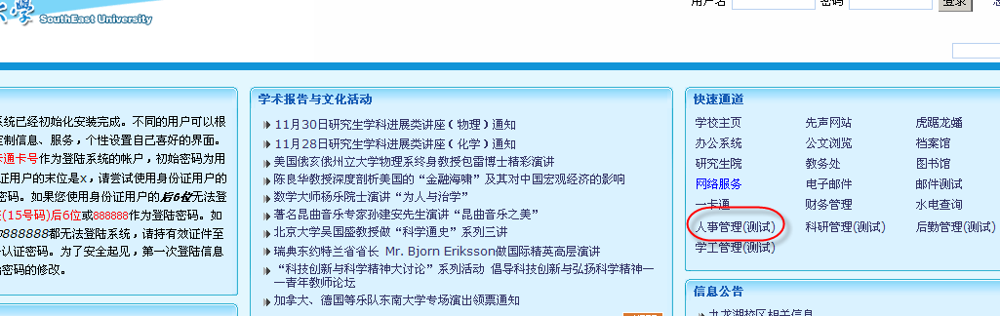 大学 SouthEast University
用户名 密码 登录
系统已经初始化安装完成。不同的用户可以根
定制信息、服务，个性设置自己喜好的界面。
卡通卡号作为登陆系统的帐户，初始密码为用
证用户的末位是x，请尝试使用身份证用户的
密码。如果您使用身份证用户的后6位无法登
(15号码)后6位或888888作为登陆密码。如
888888都无法登陆系统，请持有效证件至
认证密码。为了安全起见，第一次登陆信息
密码的修改。
学术报告与文化活动
11月30日研究生学科进展类讲座（物理）通知
11月28日研究生学科进展类讲座（化学）通知
美国俄亥俄州立大学物理系终身教授包雷博士精彩演讲
陈良华教授深度剖析美国的“金融海啸”及其对中国宏观经济的影响
数学大师杨乐院士演讲“为人与治学”
著名昆曲音乐专家孙建安先生演讲“昆曲音乐之美”
北京大学吴国盛教授做“科学通史”系列三讲
瑞典东约特兰省省长 Mr. Bjorn Eriksson做国际精英高层演讲
“科技创新与科学精神大讨论”系列活动 倡导科技创新与弘扬科学精神一
一青年教师论坛
加拿大、德国等乐队东南大学专场演出领票通知
快速通道
学校主页 先声网站 虎踞龙蟠
办公系统 公文浏览 档案馆
研究生院 教务处 图书馆
网络服务 电子邮件 邮件测试
一卡通 财务管理 水电查询
人事管理(测试) 科研管理(测试) 后勤管理(测试)
学工管理(测试)
信息公告
九龙湖校区相关信息